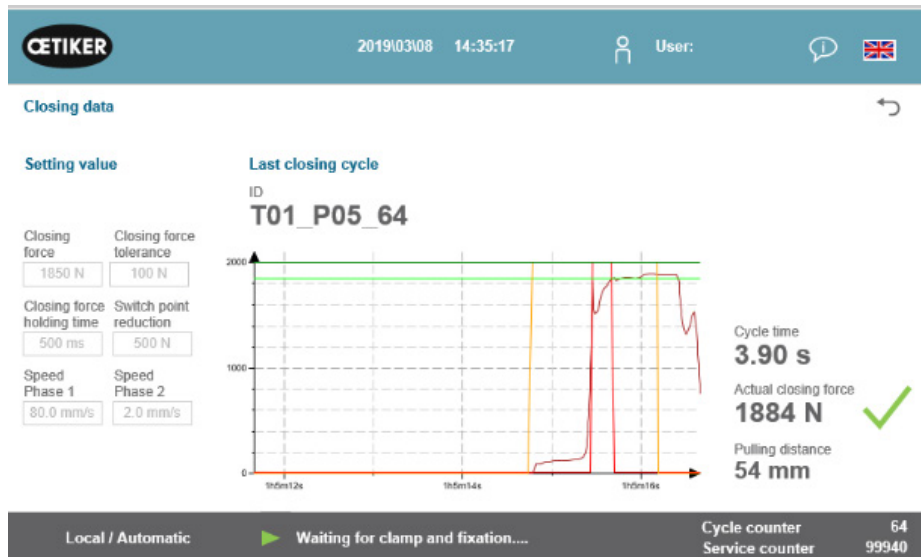 ŒTIKER
2019\03\08 14:35:17 User:
Closing data
Setting value
Last closing cycle
ID
T01_P05_64
Closing force
Closing force tolerance
1850 N
100 N
Closing force holding time
Switch point reduction
500 ms
500 N
Speed Phase 1
Speed Phase 2
80.0 mm/s
2.0 mm/s
2000
1000
0
1h5m12s
1h5m14s
1h5m16s
Cycle time
3.90 s
Actual closing force
1884 N
Pulling distance
54 mm
Local / Automatic
Waiting for clamp and fixation....
Cycle counter 64
Service counter 99940